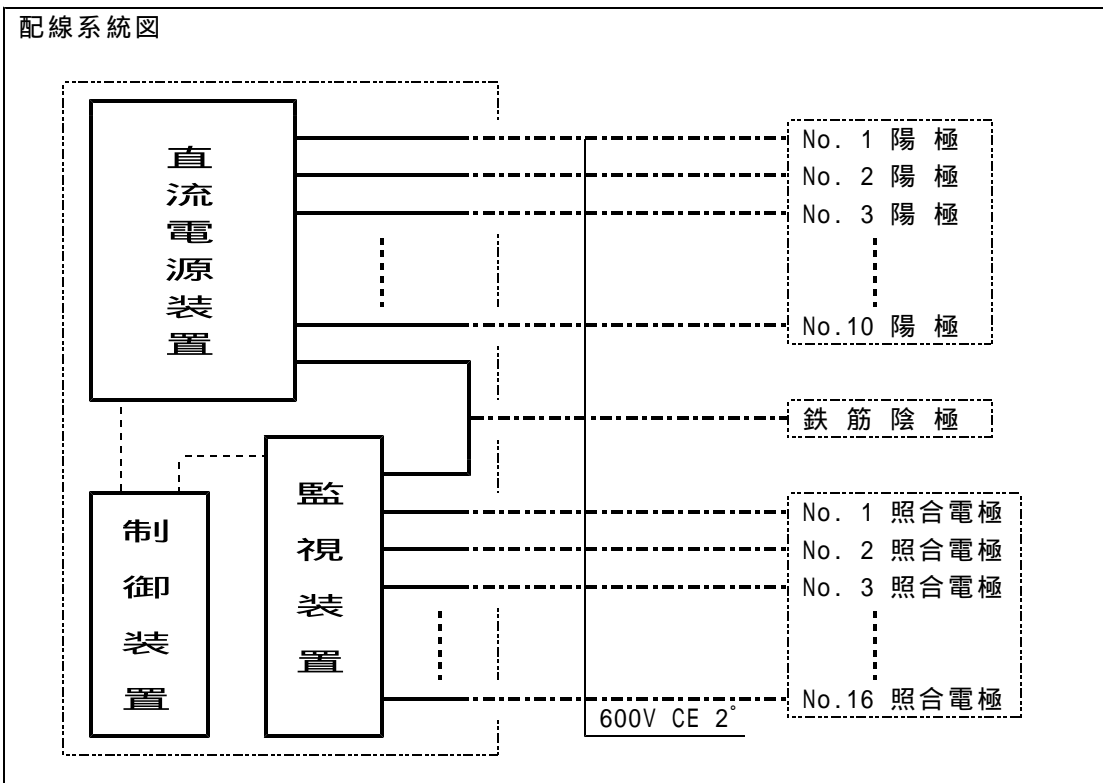 配線系統図
直流電源装置
No. 1 陽 極
No. 2 陽 極
No. 3 陽 極
No.10 陽 極
鉄 筋 陰 極
監視装置
制御装置
No. 1 照合電極
No. 2 照合電極
No. 3 照合電極
No.16 照合電極
600V CE 2゜